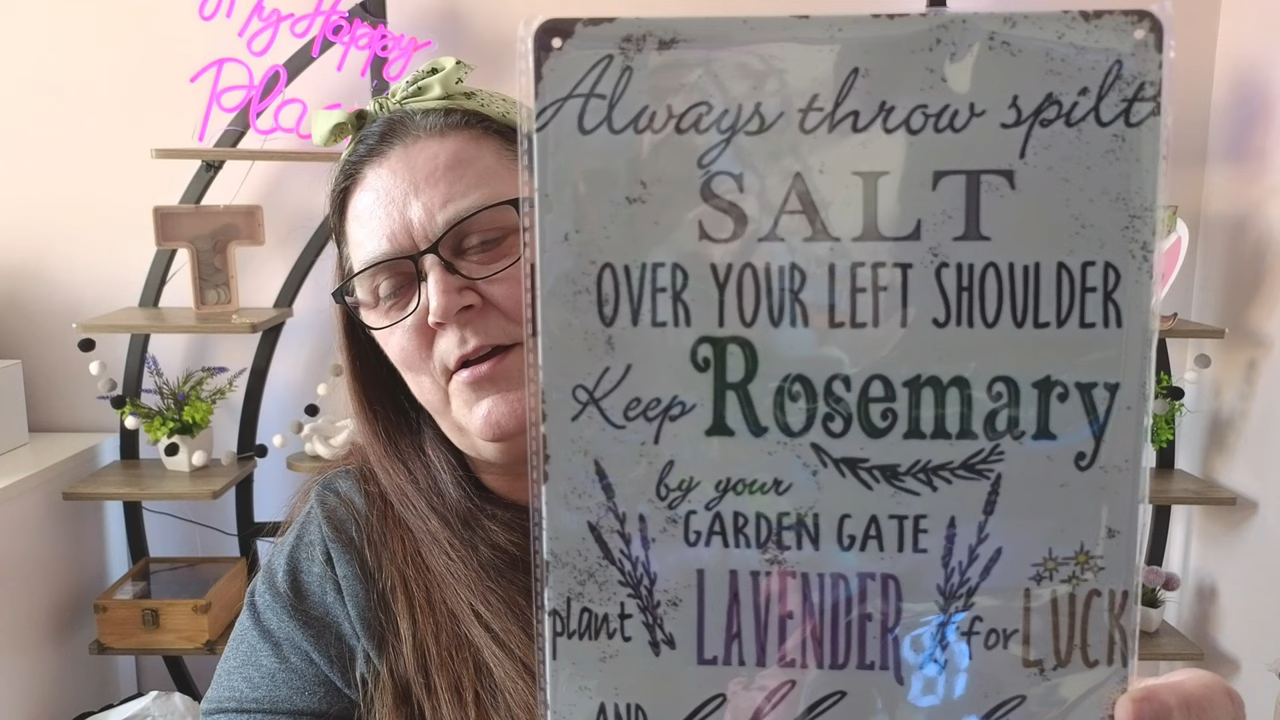 My Happy
Pla
Always throw spilt
SALT
OVER YOUR LEFT SHOULDER
Keep Rosemary
by your
GARDEN GATE
plant LAVENDER for LUCK
AND
T